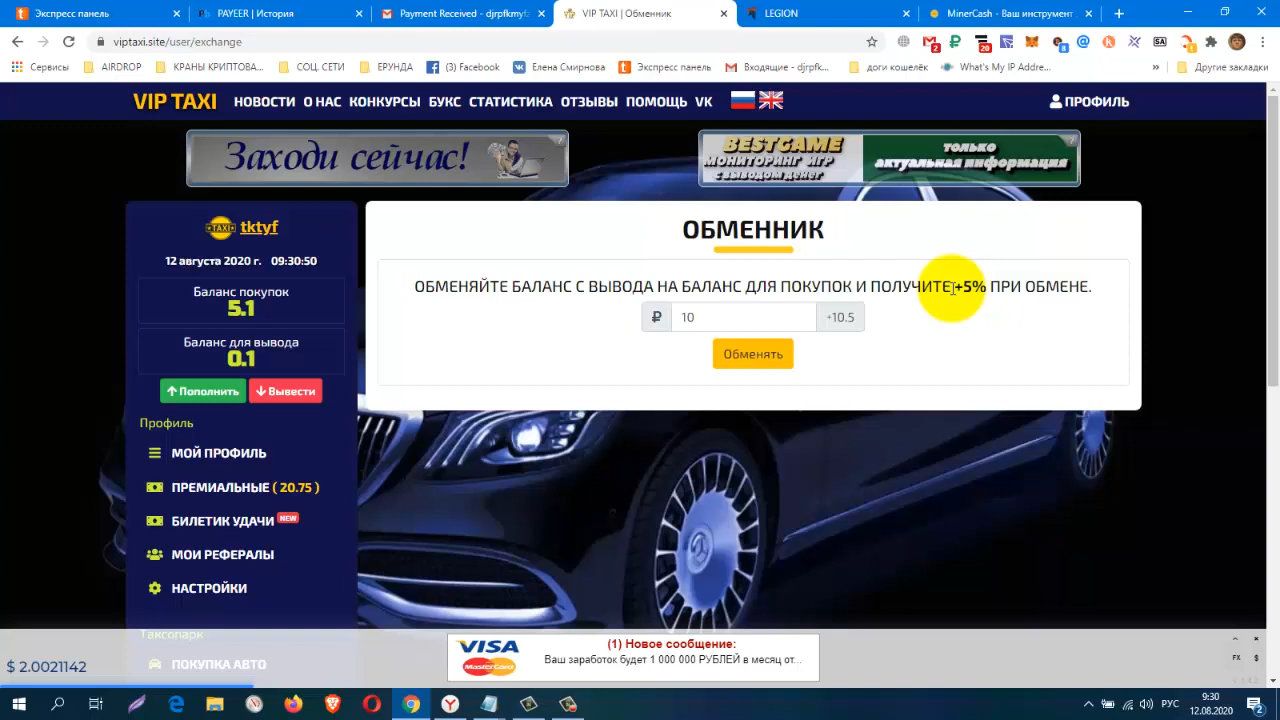 Экспресс панель
PAYEER | История
Payment Received - djrpfkmyf
VIP TAXI | Обменник
LEGION
MinerCash - Ваш инструмент
viptaxi.site/user/exchange
Сервисы
AIRDROP
КРАНЫ КРИПТОВА...
СОЦ. СЕТИ
ЕРУНДА
(3) Facebook
Елена Смирнова
Экспресс панель
Входящие - djrpfk...
доги кошелёк
What's My IP Addre...
»
Другие закладки
VIP TAXI
НОВОСТИ О НАС КОНКУРСЫ БУКС СТАТИСТИКА ОТЗЫВЫ ПОМОЩЬ VK
ПРОФИЛЬ
Заходи сейчас!
BESTGAME
МОНИТОРИНГ ИГР
с выводом денег
ТОЛЬКО
актуальная информация
TAXI tktyf
12 августа 2020 г. 09:30:50
Баланс покупок
5.1
Баланс для вывода
0.1
Пополнить
Вывести
Профиль
МОЙ ПРОФИЛЬ
ПРЕМИАЛЬНЫЕ ( 20.75 )
БИЛЕТИК УДАЧИ NEW
МОИ РЕФЕРАЛЫ
НАСТРОЙКИ
Таксопарк
ПОКУПКА АВТО
ОБМЕННИК
ОБМЕНЯЙТЕ БАЛАНС С ВЫВОДА НА БАЛАНС ДЛЯ ПОКУПОК И ПОЛУЧИТЕ +5% ПРИ ОБМЕНЕ.
₽ 10 +10.5
Обменять
$ 2.0021142
VISA
MasterCard
(1) Новое сообщение:
Ваш заработок будет 1 000 000 РУБЛЕЙ в месяц от...
FX $
РУС
9:30
12.08.2020
2